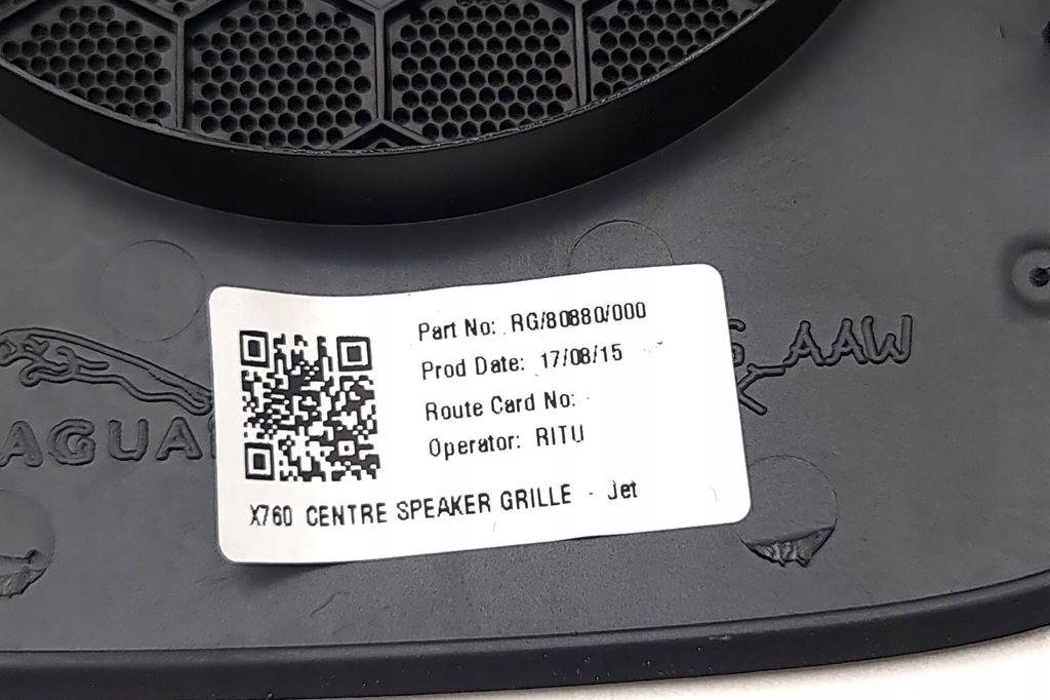 Part No: RG/80880/000
Prod Date: 17/08/15
Route Card No:
Operator: RITU
X760 CENTRE SPEAKER GRILLE - Jet
AGUA
AAW